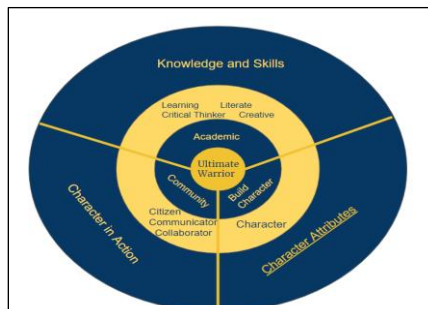 Knowledge and Skills
Learning Literate
Critical Thinker Creative
Academic
Ultimate
Warrior
Community
Build
Character
Citizen
Communicator
Collaborator
Character
Character in Action
Character Attributes